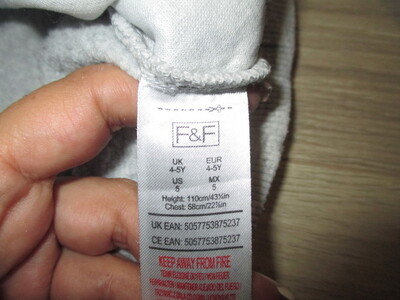 F&F
UK EUR
4-5Y 4-5Y
US MX
5 5
Height: 110cm/43¼in
Chest: 58cm/22¾in
UK EAN: 5057753875237
CE EAN: 5057753875237
KEEP AWAY FROM FIRE